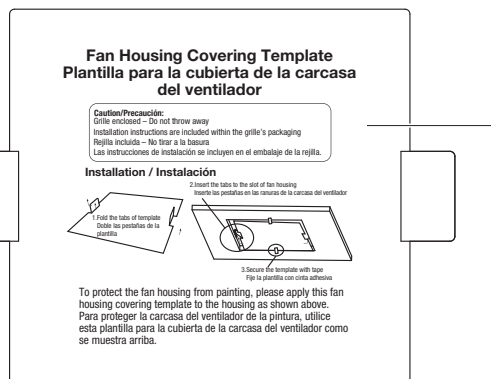 Fan Housing Covering Template
Plantilla para la cubierta de la carcasa
del ventilador
Caution/Precaución:
Grille enclosed – Do not throw away
Installation instructions are included within the grille's packaging
Rejilla incluida – No tirar a la basura
Las instrucciones de instalación se incluyen en el embalaje de la rejilla.
Installation / Instalación
2.Insert the tabs to the slot of fan housing
Inserte las pestañas en las ranuras de la carcasa del ventilador
1.Fold the tabs of template
Doble las pestañas de la
plantilla
3.Secure the template with tape
Fije la plantilla con cinta adhesiva
To protect the fan housing from painting, please apply this fan
housing covering template to the housing as shown above.
Para proteger la carcasa del ventilador de la pintura, utilice
esta plantilla para la cubierta de la carcasa del ventilador como
se muestra arriba.